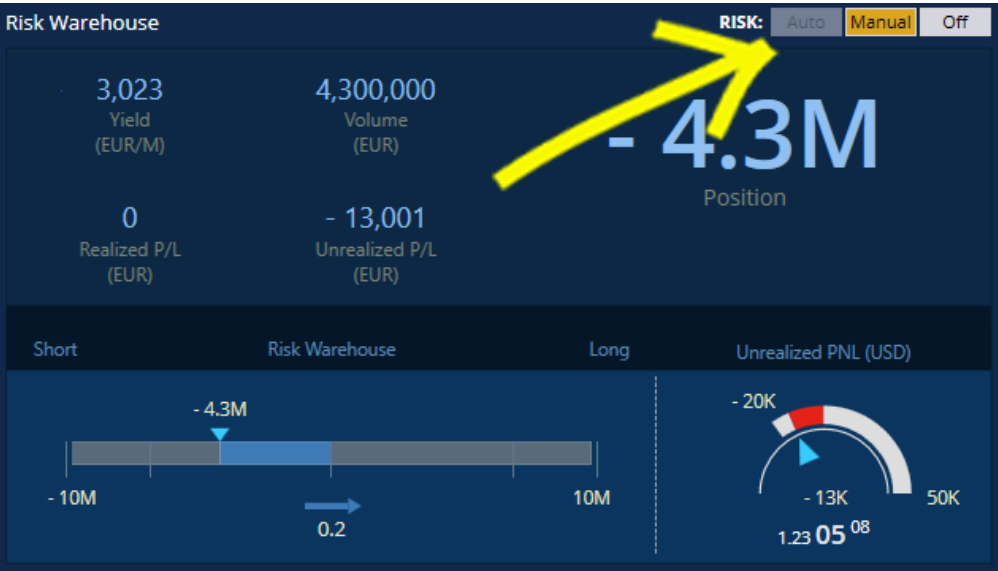 Risk Warehouse
RISK: Auto Manual Off
3,023
Yield
(EUR/M)
4,300,000
Volume
(EUR)
- 4.3M
Position
0
Realized P/L
(EUR)
- 13,001
Unrealized P/L
(EUR)
Short Risk Warehouse Long
- 4.3M
- 10M
10M
0.2
Unrealized PNL (USD)
- 20K
- 13K
50K
1.23 05 08